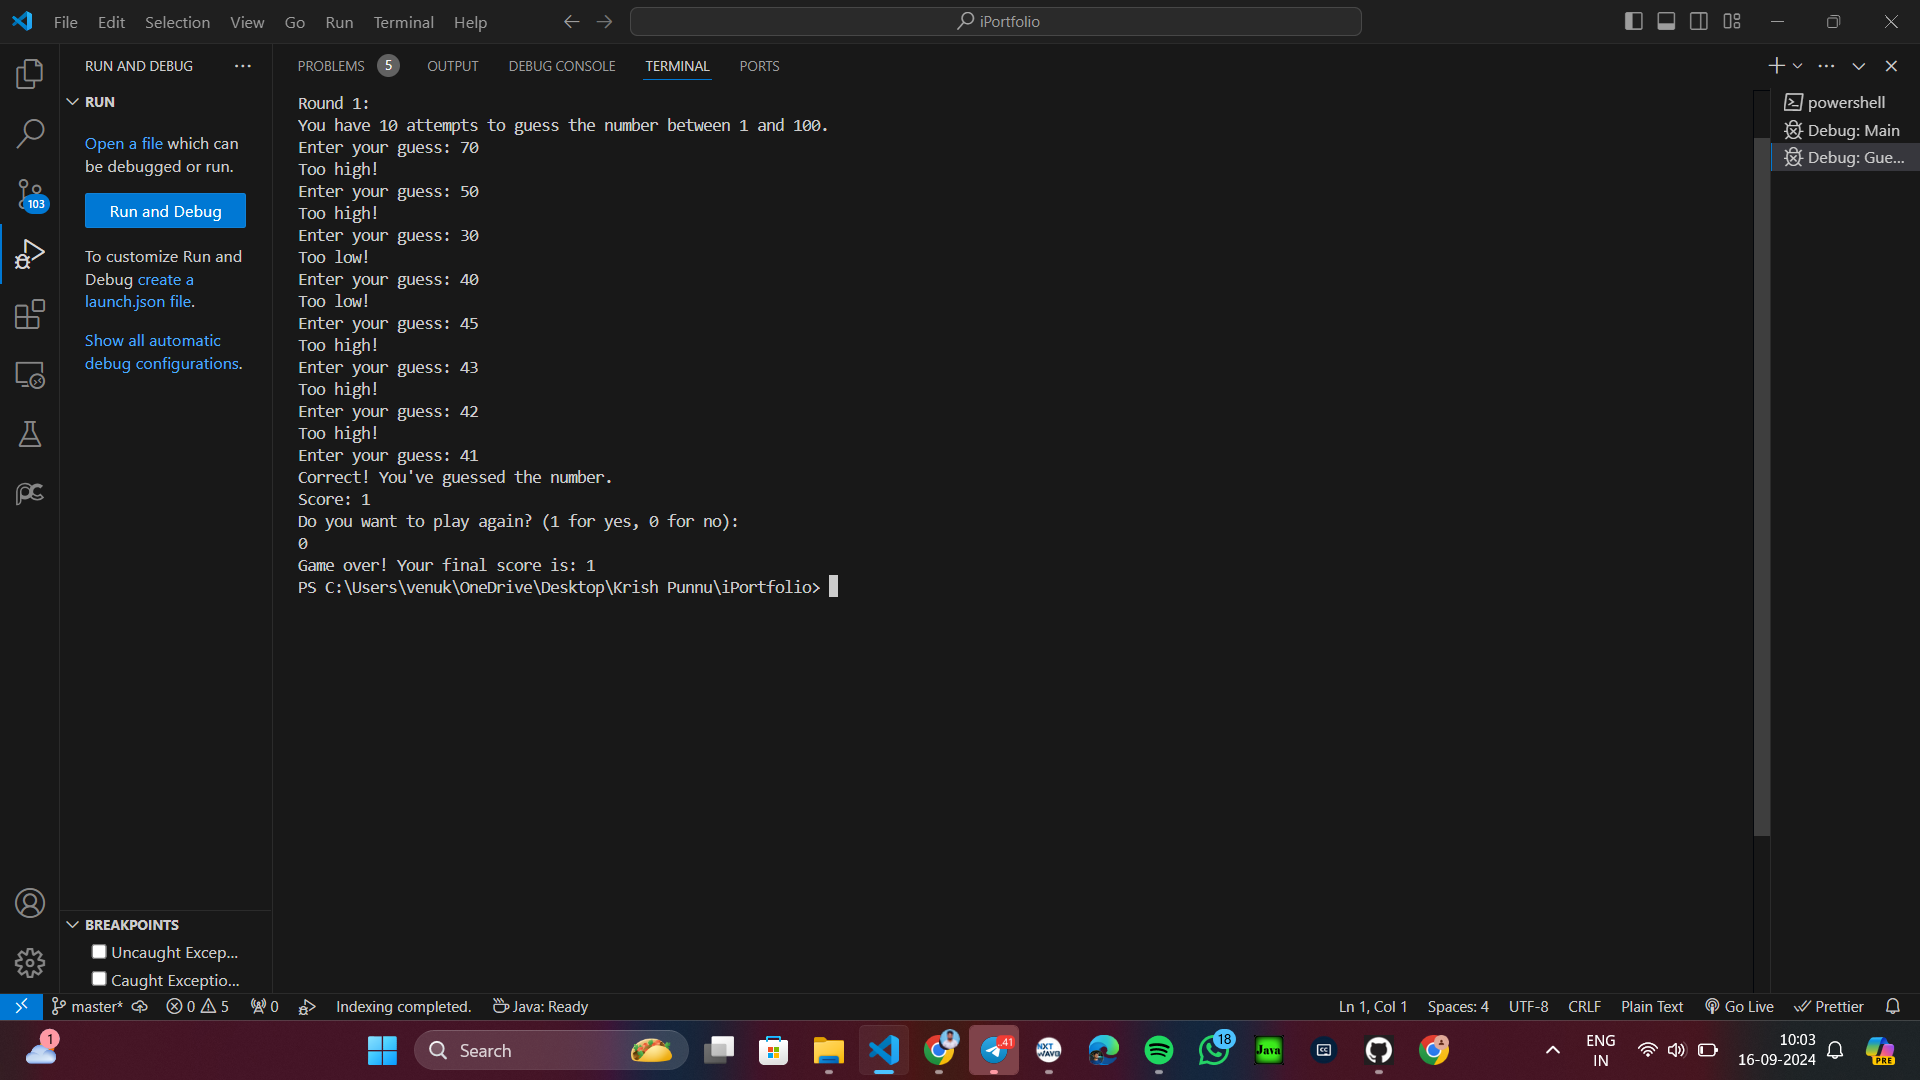 File Edit Selection View Go Run Terminal Help
iPortfolio
RUN AND DEBUG
RUN
Open a file which can
be debugged or run.
Run and Debug
To customize Run and
Debug create a
launch.json file.
Show all automatic
debug configurations.
103
PROBLEMS 5 OUTPUT DEBUG CONSOLE TERMINAL PORTS
Round 1:
You have 10 attempts to guess the number between 1 and 100.
Enter your guess: 70
Too high!
Enter your guess: 50
Too high!
Enter your guess: 30
Too low!
Enter your guess: 40
Too low!
Enter your guess: 45
Too high!
Enter your guess: 43
Too high!
Enter your guess: 42
Too high!
Enter your guess: 41
Correct! You've guessed the number.
Score: 1
Do you want to play again? (1 for yes, 0 for no):
0
Game over! Your final score is: 1
PS C:\Users\venuk\OneDrive\Desktop\Krish Punnu\iPortfolio>
powershell
Debug: Main
Debug: Gue...
BREAKPOINTS
Uncaught Excep...
Caught Exceptio...
master* 0 5 0 Indexing completed. Java: Ready Ln 1, Col 1 Spaces: 4 UTF-8 CRLF Plain Text Go Live Prettier
1
Search
41
NXT
WAVE
18
Java
CC
ENG
IN
10:03
16-09-2024
PRE